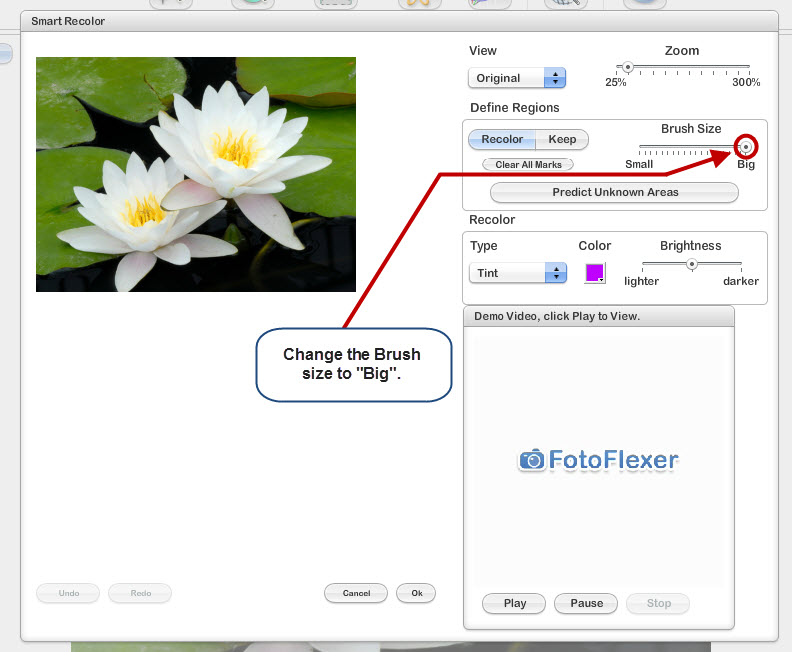 Smart Recolor
View
Zoom
Original
25%
300%
Define Regions
Recolor
Keep
Brush Size
Clear All Marks
Small
Big
Predict Unknown Areas
Recolor
Type
Color
Brightness
Tint
lighter
darker
Demo Video, click Play to View.
Change the Brush
size to "Big".
FotoFlexer
Undo
Redo
Cancel
Ok
Play
Pause
Stop